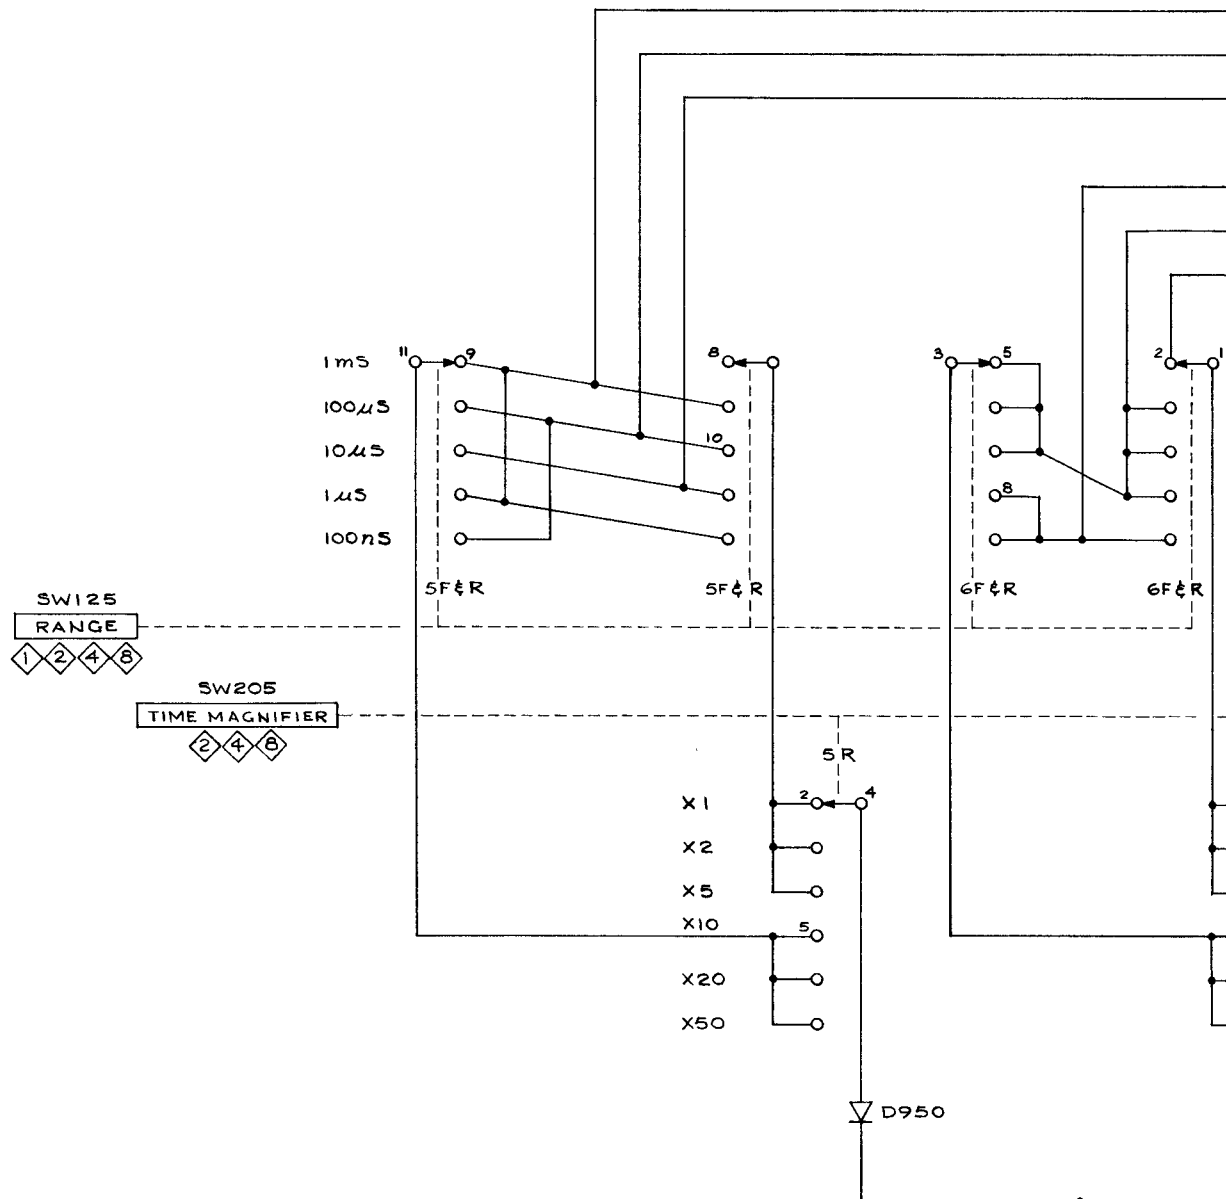 1mS 11 9 8 3 5 2 1
100µS
10µS 10
1µS 8
100nS
5F&R 5F&R 6F&R 6F&R
SW125
RANGE
1 2 4 8
SW205
TIME MAGNIFIER
2 4 8
5R
X1 2 4
X2
X5
X10 5
X20
X50
D950